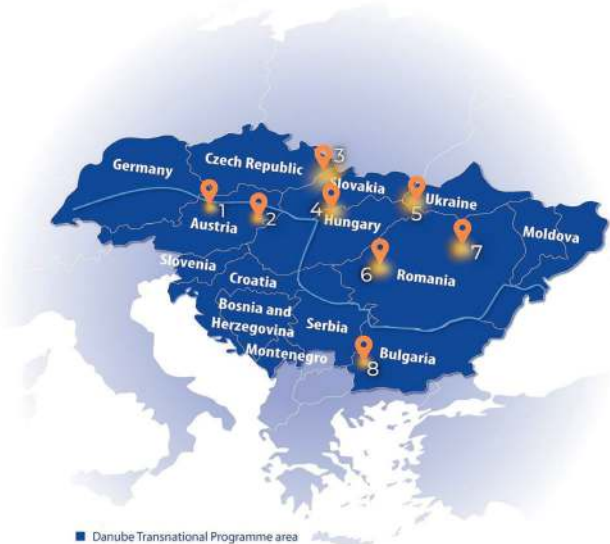 3
Czech Republic
Germany
Slovakia
5
Ukraine
1
4
2
Hungary
7
Moldova
Austria
6
Romania
Slovenia
Croatia
Bosnia and
Herzegovina
Serbia
Montenegro
8
Bulgaria
Danube Transnational Programme area